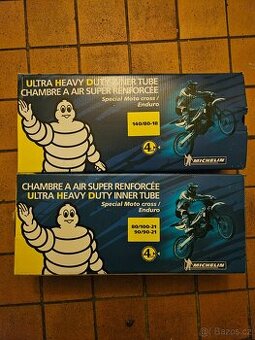 ULTRA HEAVY DUTY INNER TUBE
CHAMBRE A AIR SUPER RENFORCÉE
Special Moto cross /
Enduro
140/80-18
4
MICHELIN
CHAMBRE A AIR SUPER RENFORCÉE
ULTRA HEAVY DUTY INNER TUBE
Special Moto cross /
Enduro
80/100-21
90/90-21
4
MICHELIN
Bazoš.cz